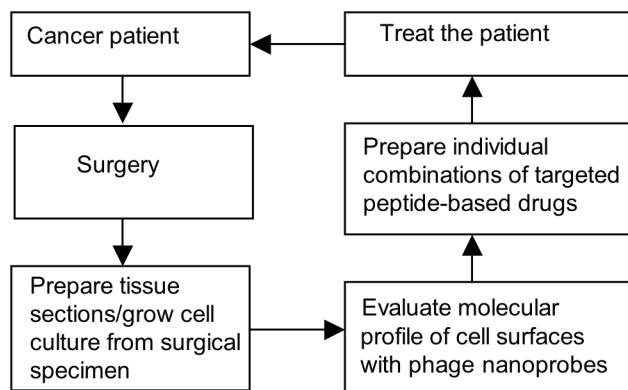 Cancer patient
Treat the patient
Surgery
Prepare individual
combinations of targeted
peptide-based drugs
Prepare tissue
sections/grow cell
culture from surgical
specimen
Evaluate molecular
profile of cell surfaces
with phage nanoprobes